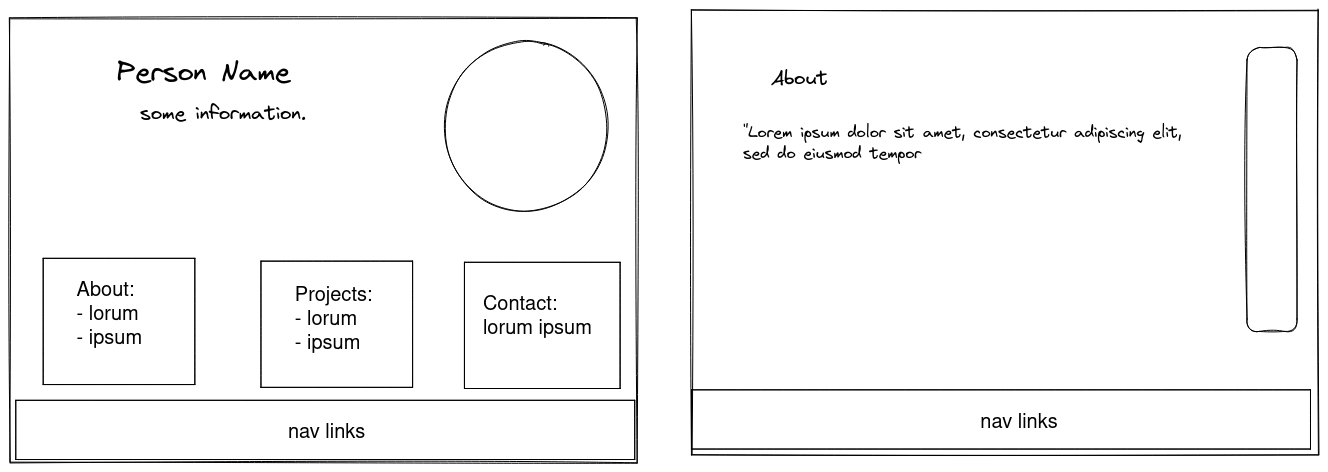 Person Name
some information.
About:
- lorum
- ipsum
Projects:
- lorum
- ipsum
Contact:
lorum ipsum
nav links
About
"Lorem ipsum dolor sit amet, consectetur adipiscing elit,
sed do eiusmod tempor
nav links